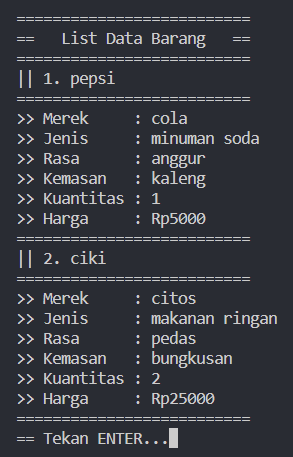 ==========================
==   List Data Barang   ==
==========================
|| 1. pepsi
==========================
>> Merek     : cola
>> Jenis     : minuman soda
>> Rasa      : anggur
>> Kemasan   : kaleng
>> Kuantitas : 1
>> Harga     : Rp5000
==========================
|| 2. ciki
==========================
>> Merek     : citos
>> Jenis     : makanan ringan
>> Rasa      : pedas
>> Kemasan   : bungkusan
>> Kuantitas : 2
>> Harga     : Rp25000
==========================
== Tekan ENTER...